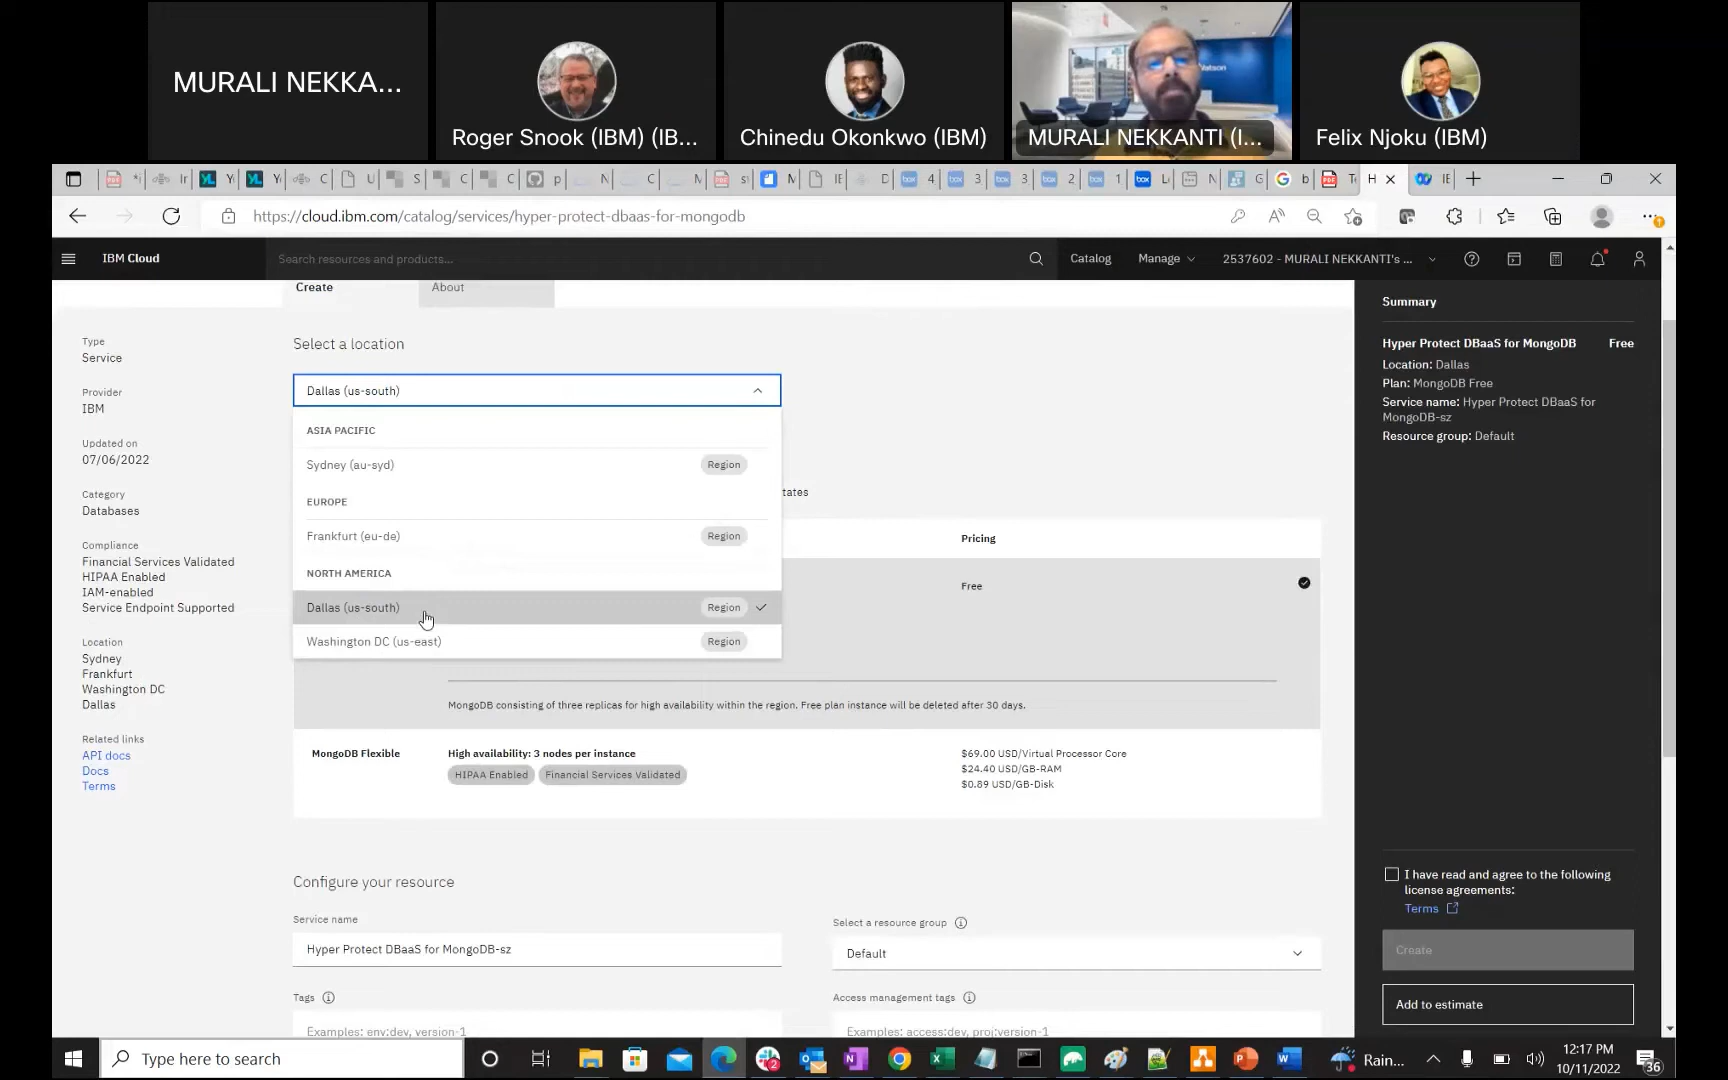 MURALI NEKKA...
Roger Snook (IBM) (IB...
Chinedu Okonkwo (IBM)
MURALI NEKKANTI (I...
Felix Njoku (IBM)
https://cloud.ibm.com/catalog/services/hyper-protect-dbaas-for-mongodb
IBM Cloud
Search resources and products...
Catalog
Manage
2537602 - MURALI NEKKANTI's ...
Create
About
Type
Service
Provider
IBM
Updated on
07/06/2022
Category
Databases
Compliance
Financial Services Validated
HIPAA Enabled
IAM-enabled
Service Endpoint Supported
Location
Sydney
Frankfurt
Washington DC
Dallas
Related links
API docs
Docs
Terms
Select a location
Dallas (us-south)
ASIA PACIFIC
Sydney (au-syd) Region
EUROPE
Frankfurt (eu-de) Region
NORTH AMERICA
Dallas (us-south) Region
Washington DC (us-east) Region
tates
Pricing
Free
MongoDB consisting of three replicas for high availability within the region. Free plan instance will be deleted after 30 days.
MongoDB Flexible
High availability: 3 nodes per instance
HIPAA Enabled
Financial Services Validated
$69.00 USD/Virtual Processor Core
$24.40 USD/GB-RAM
$0.89 USD/GB-Disk
Configure your resource
Service name
Hyper Protect DBaaS for MongoDB-sz
Select a resource group
Default
Tags
Examples: env:dev, version-1
Access management tags
Examples: access:dev, proj:version-1
Summary
Hyper Protect DBaaS for MongoDB Free
Location: Dallas
Plan: MongoDB Free
Service name: Hyper Protect DBaaS for
MongoDB-sz
Resource group: Default
I have read and agree to the following
license agreements:
Terms
Create
Add to estimate
Type here to search
Rain...
12:17 PM
10/11/2022
36